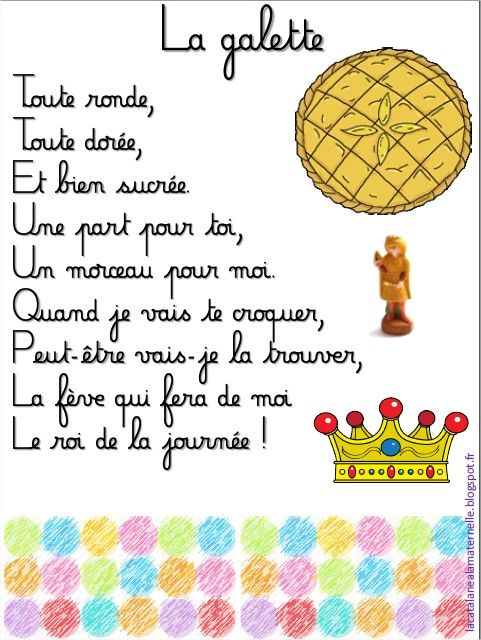 La galette
Toute ronde,
Toute dorée,
Et bien sucrée.
Une part pour toi,
Un morceau pour moi.
Quand je vais te croquer,
Peut-être vais-je la trouver,
La fève qui fera de moi
Le roi de la journée !
lacatalanealamaternelle.blogspot.fr